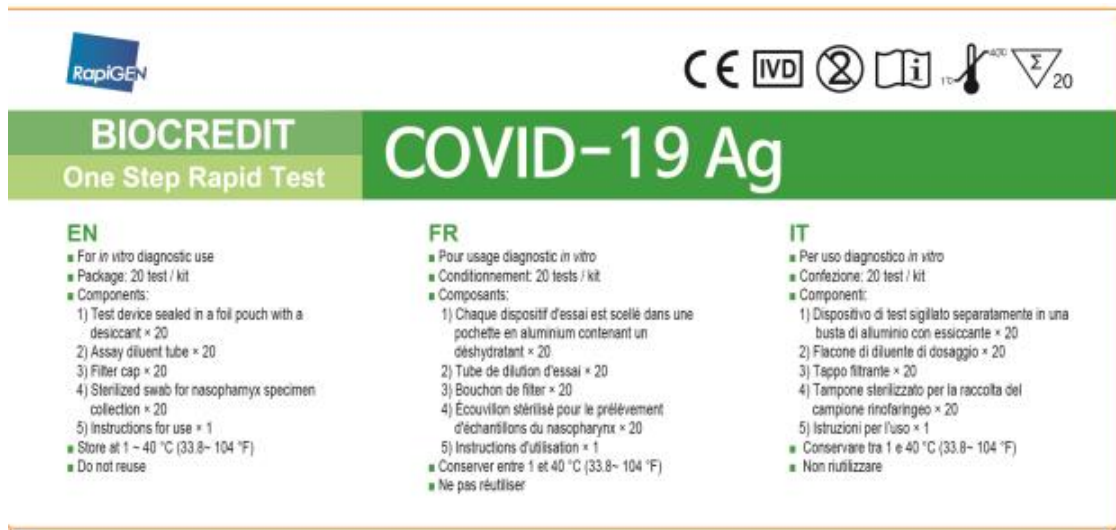 RapiGEN
CE IVD 2 i 1°C 40°C Σ 20
BIOCREDIT
One Step Rapid Test
COVID-19 Ag
EN
■ For in vitro diagnostic use
■ Package: 20 test / kit
■ Components:
1) Test device sealed in a foil pouch with a
desiccant × 20
2) Assay diluent tube × 20
3) Filter cap × 20
4) Sterilized swab for nasopharnyx specimen
collection × 20
5) Instructions for use × 1
■ Store at 1 ~ 40 °C (33.8~ 104 °F)
■ Do not reuse
FR
■ Pour usage diagnostic in vitro
■ Conditionnement: 20 tests / kit
■ Composants:
1) Chaque dispositif d'essai est scellé dans une
pochette en aluminium contenant un
déshydratant × 20
2) Tube de dilution d'essai × 20
3) Bouchon de filter × 20
4) Écouvillon stérilisé pour le prélèvement
d'échantillons du nasopharynx × 20
5) Instructions d'utilisation × 1
■ Conserver entre 1 et 40 °C (33.8~ 104 °F)
■ Ne pas réutiliser
IT
■ Per uso diagnostico in vitro
■ Confezione: 20 test / kit
■ Componenti:
1) Dispositivo di test sigillato separatamente in una
busta di alluminio con essiccante × 20
2) Flacone di diluente di dosaggio × 20
3) Tappo filtrante × 20
4) Tampone sterilizzato per la raccolta del
campione rinofaringeo × 20
5) Istruzioni per l'uso × 1
■ Conservare tra 1 e 40 °C (33.8~ 104 °F)
■ Non riutilizzare